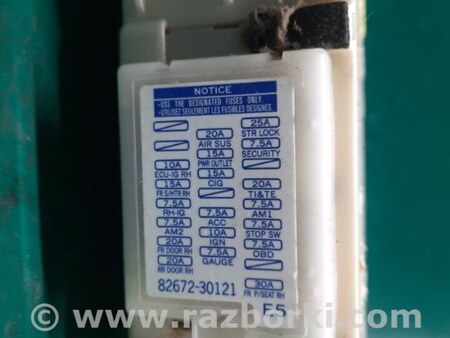 NOTICE
·USE THE DESIGNATED FUSES ONLY.
·UTILISEZ SEULEMENT LES FUSIBLES DESIGNES.
25A
20A STR LOCK
AIR SUS 7.5A
15A SECURITY
10A PWR OUTLET
ECU-IG RH 15A
15A CIG 20A
FR S/HTR RH TI&TE
7.5A 7.5A
RH-IG 7.5A AM1
7.5A ACC 7.5A
AM2 10A STOP SW
20A IGN 7.5A
FR DOOR RH 7.5A OBD
20A GAUGE
RR DOOR RH
82672-30121 30A
FR P/SEAT RH
E5
© www.razborki.com